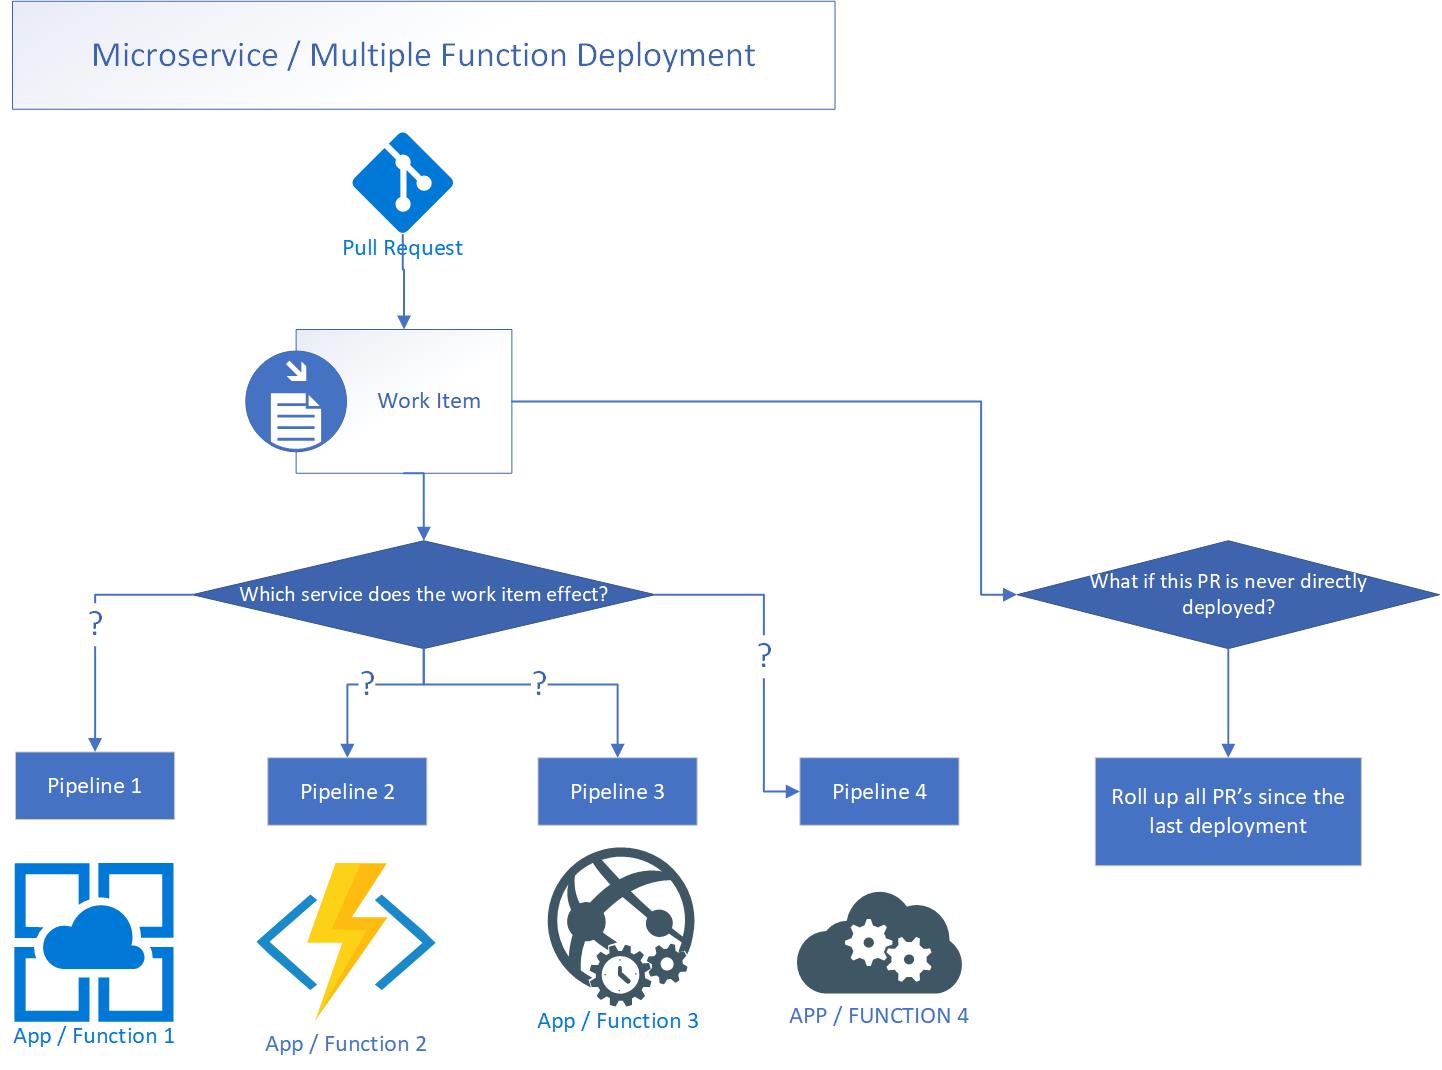 Microservice / Multiple Function Deployment
Pull Request
Work Item
Which service does the work item effect?
What if this PR is never directly
deployed?
?
?
?
?
Pipeline 1
Pipeline 2
Pipeline 3
Pipeline 4
Roll up all PR’s since the
last deployment
App / Function 1
App / Function 2
App / Function 3
APP / FUNCTION 4